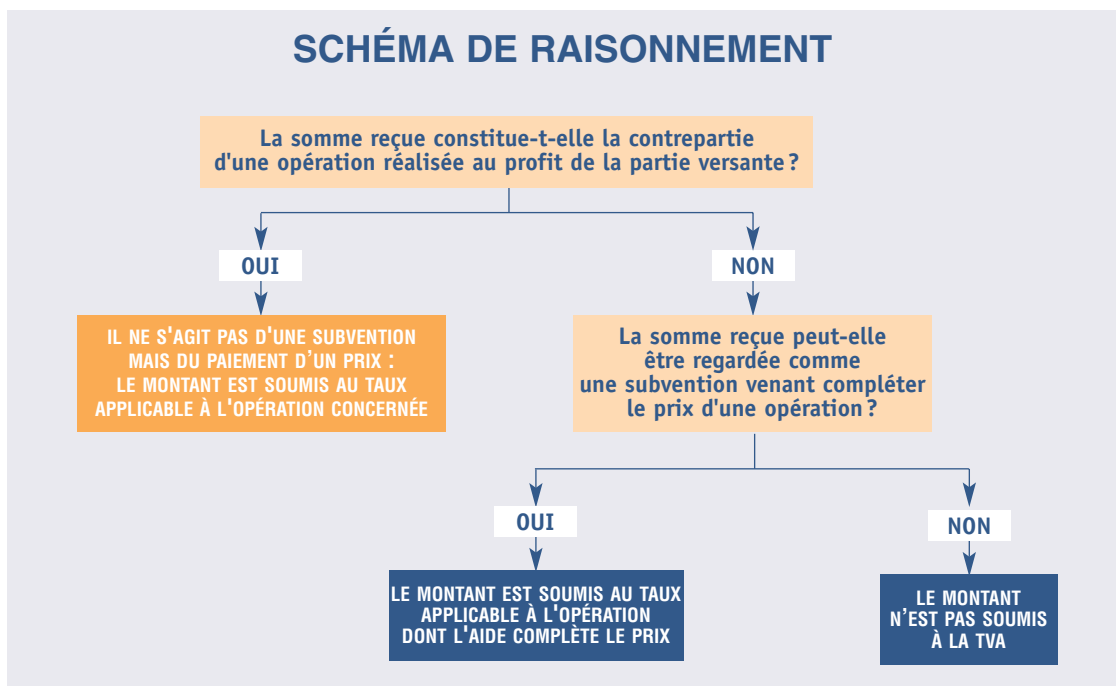 SCHÉMA DE RAISONNEMENT
La somme reçue constitue-t-elle la contrepartie
d'une opération réalisée au profit de la partie versante ?
OUI
NON
IL NE S'AGIT PAS D'UNE SUBVENTION
MAIS DU PAIEMENT D’UN PRIX :
LE MONTANT EST SOUMIS AU TAUX
APPLICABLE À L'OPÉRATION CONCERNÉE
La somme reçue peut-elle
être regardée comme
une subvention venant compléter
le prix d'une opération ?
OUI
NON
LE MONTANT EST SOUMIS AU TAUX
APPLICABLE À L'OPÉRATION
DONT L'AIDE COMPLÈTE LE PRIX
LE MONTANT
N’EST PAS SOUMIS
À LA TVA